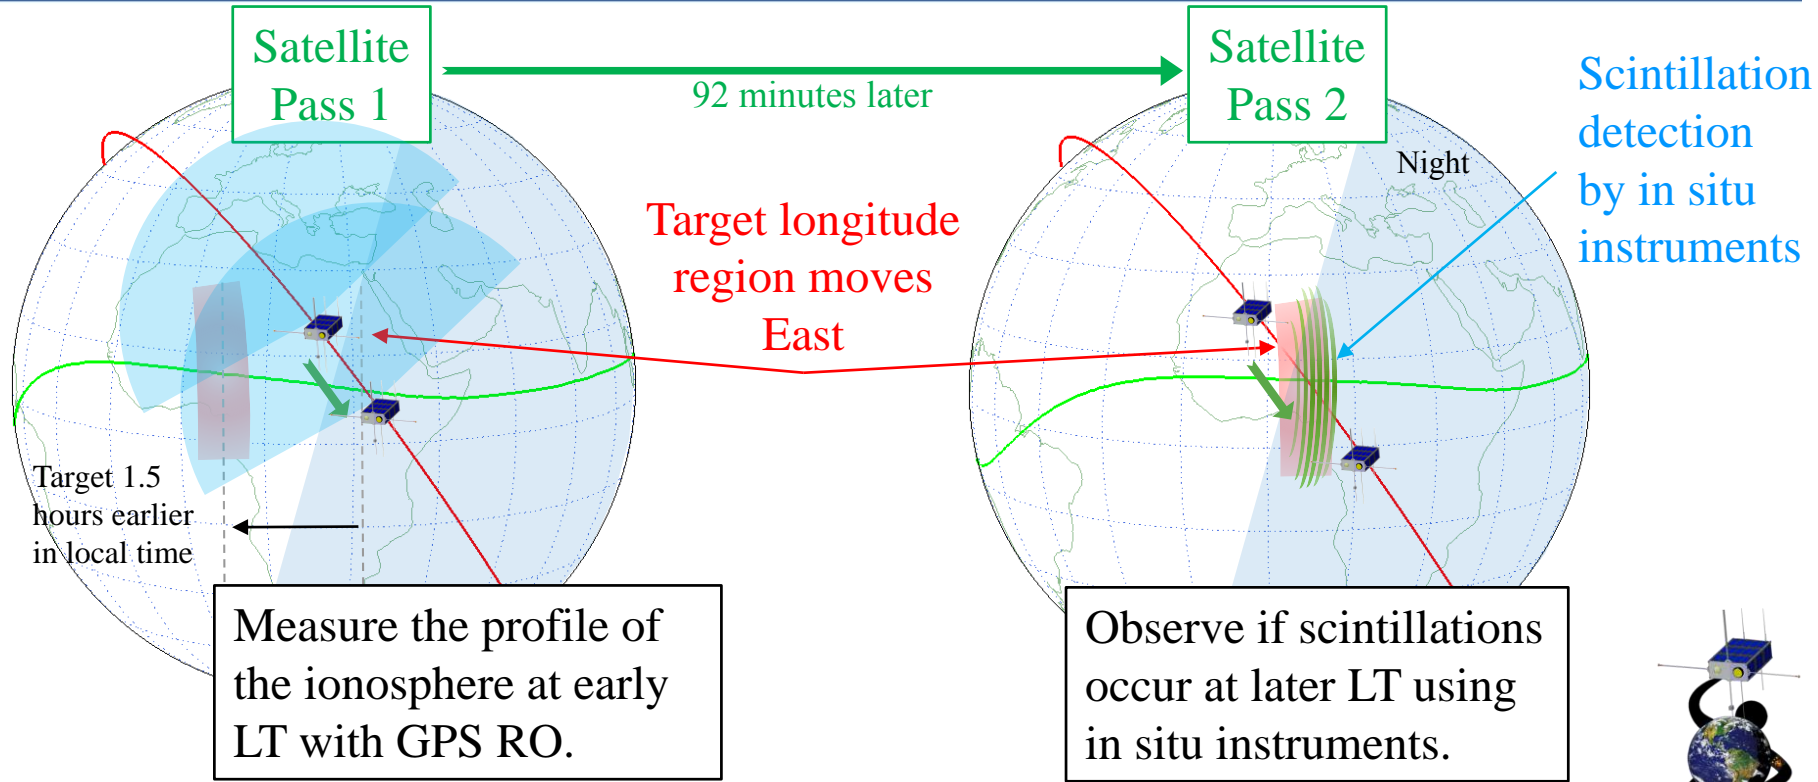 Satellite
Pass 1
92 minutes later
Satellite
Pass 2
Scintillation
detection
by in situ
instruments
Night
Target longitude
region moves
East
Target 1.5
hours earlier
in local time
Measure the profile of
the ionosphere at early
LT with GPS RO.
Observe if scintillations
occur at later LT using
in situ instruments.